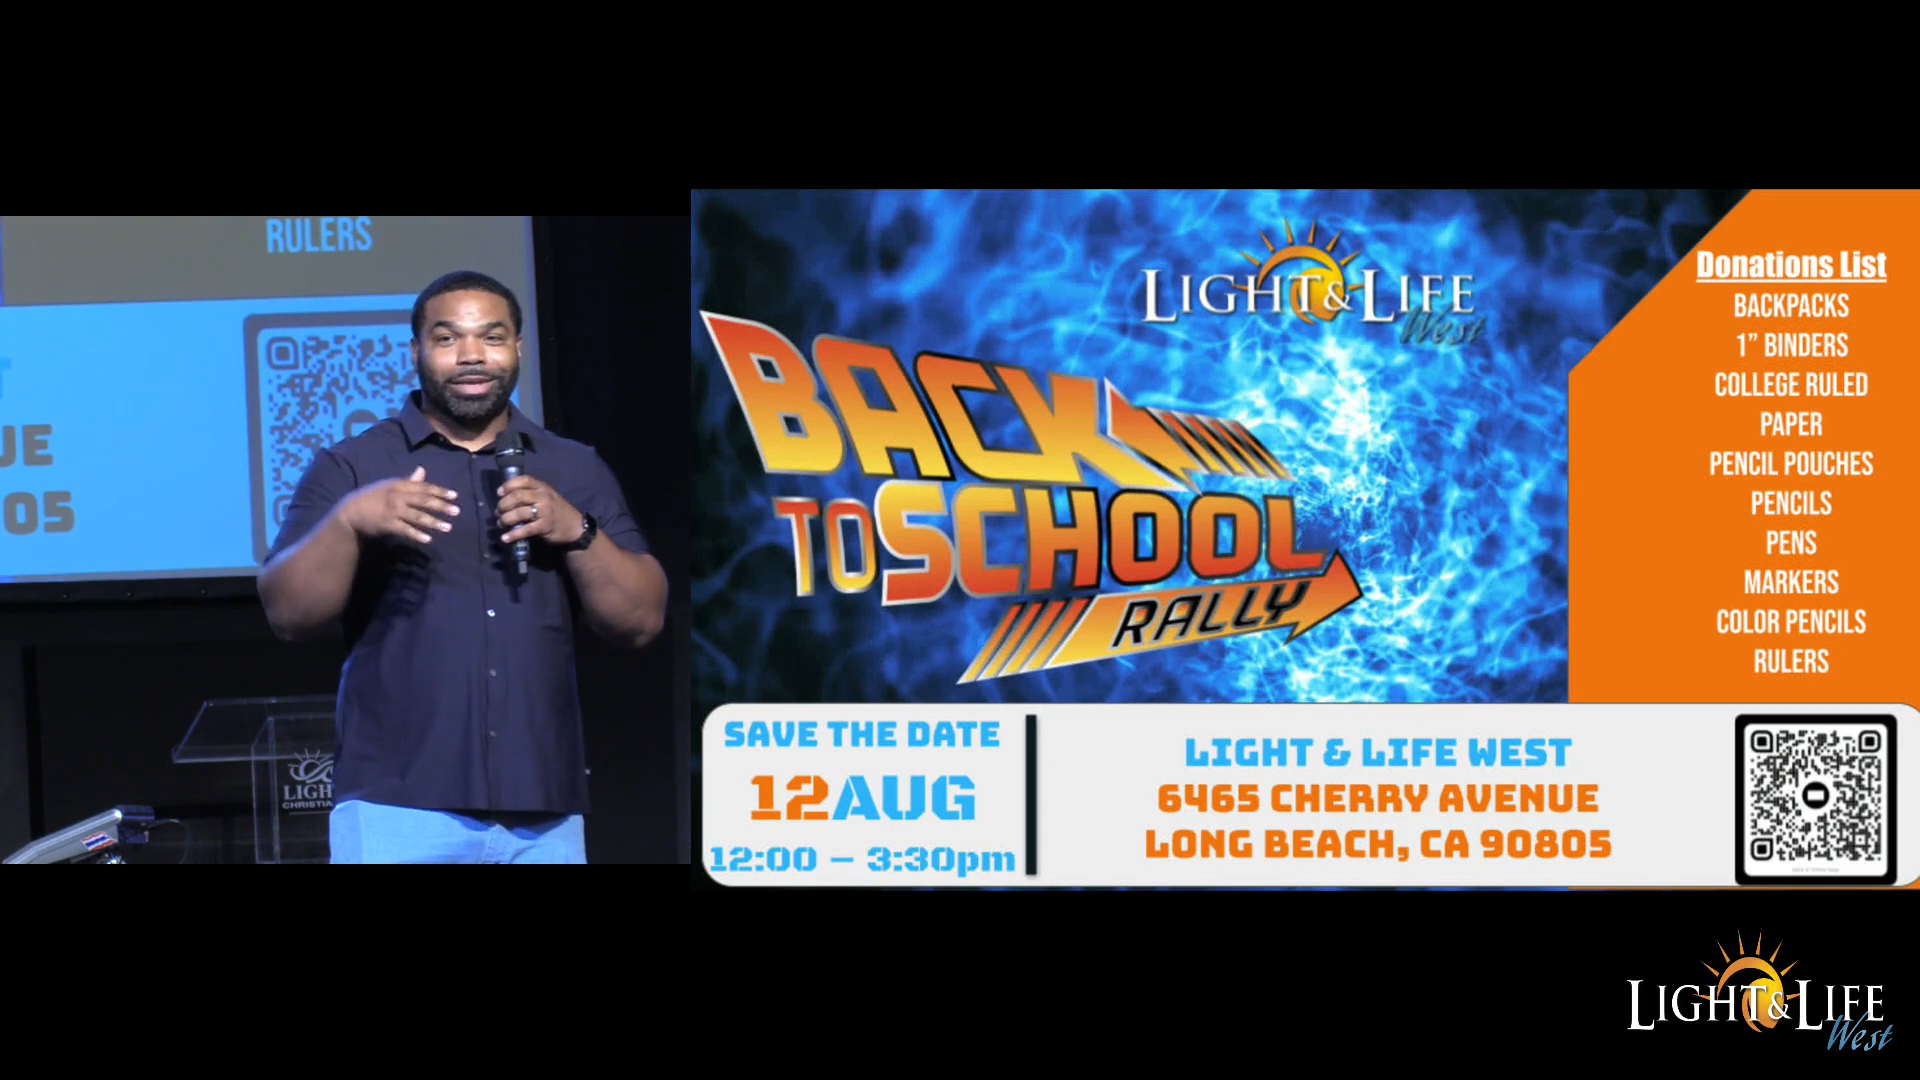 RULERS
UE
05
LIGH
CHRISTIA
LIGHT & LIFE
West
BACK
TO SCHOOL
RALLY
Donations List
BACKPACKS
1” BINDERS
COLLEGE RULED
PAPER
PENCIL POUCHES
PENCILS
PENS
MARKERS
COLOR PENCILS
RULERS
SAVE THE DATE
12AUG
12:00 – 3:30pm
LIGHT & LIFE WEST
6465 CHERRY AVENUE
LONG BEACH, CA 90805
LIGHT & LIFE
West